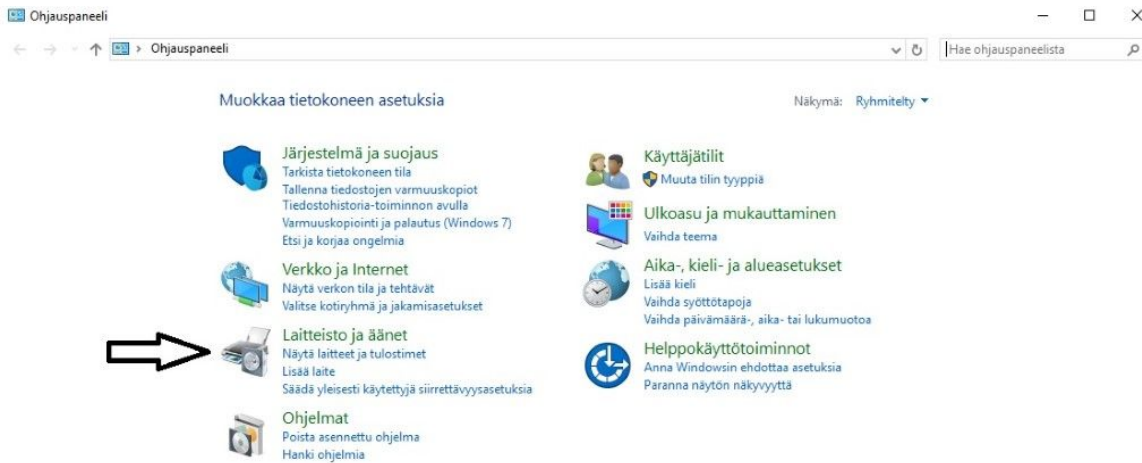 Ohjauspaneeli
Ohjauspaneeli
Hae ohjauspaneelista
Muokkaa tietokoneen asetuksia
Näkymä: Ryhmitelty
Järjestelmä ja suojaus
Tarkista tietokoneen tila
Tallenna tiedostojen varmuuskopiot
Tiedostohistoria-toiminnon avulla
Varmuuskopiointi ja palautus (Windows 7)
Etsi ja korjaa ongelmia
Verkko ja Internet
Näytä verkon tila ja tehtävät
Valitse kotiryhmä ja jakamisasetukset
Laitteisto ja äänet
Näytä laitteet ja tulostimet
Lisää laite
Säädä yleisesti käytettyjä siirrettävyysasetuksia
Ohjelmat
Poista asennettu ohjelma
Hanki ohjelmia
Käyttäjätilit
Muuta tilin tyyppiä
Ulkoasu ja mukauttaminen
Vaihda teema
Aika-, kieli- ja alueasetukset
Lisää kieli
Vaihda syöttötapoja
Vaihda päivämäärä-, aika- tai lukumuotoa
Helppokäyttötoiminnot
Anna Windowsin ehdottaa asetuksia
Paranna näytön näkyvyyttä